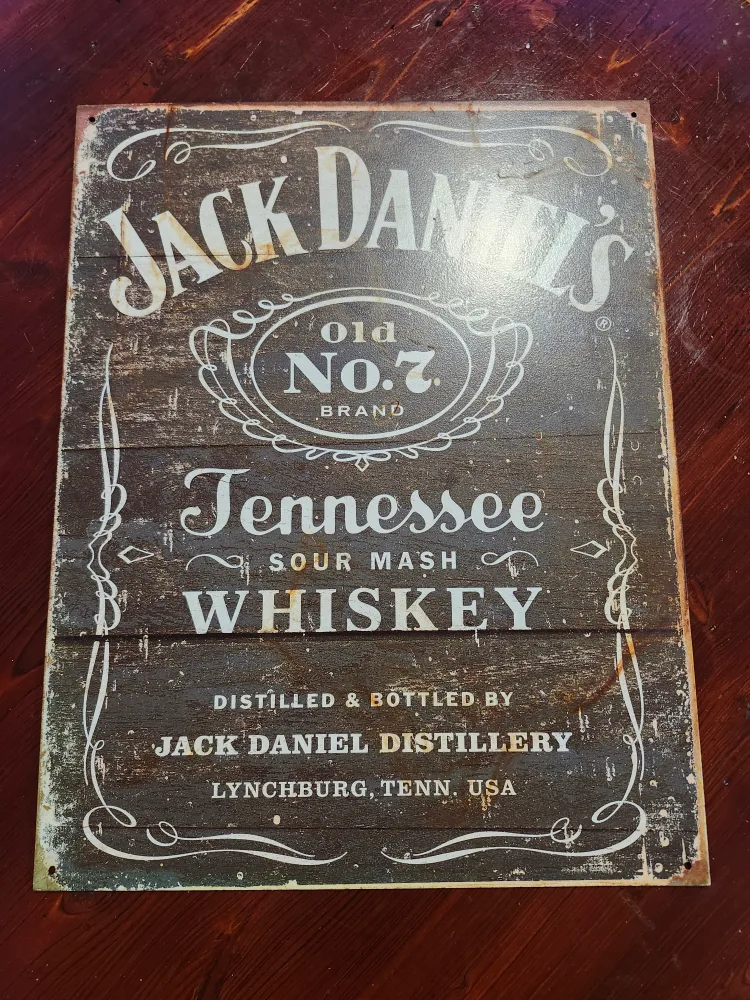 JACK DANIEL'S
®
Old
No.7
BRAND
Tennessee
SOUR MASH
WHISKEY
DISTILLED & BOTTLED BY
JACK DANIEL DISTILLERY
LYNCHBURG, TENN. USA